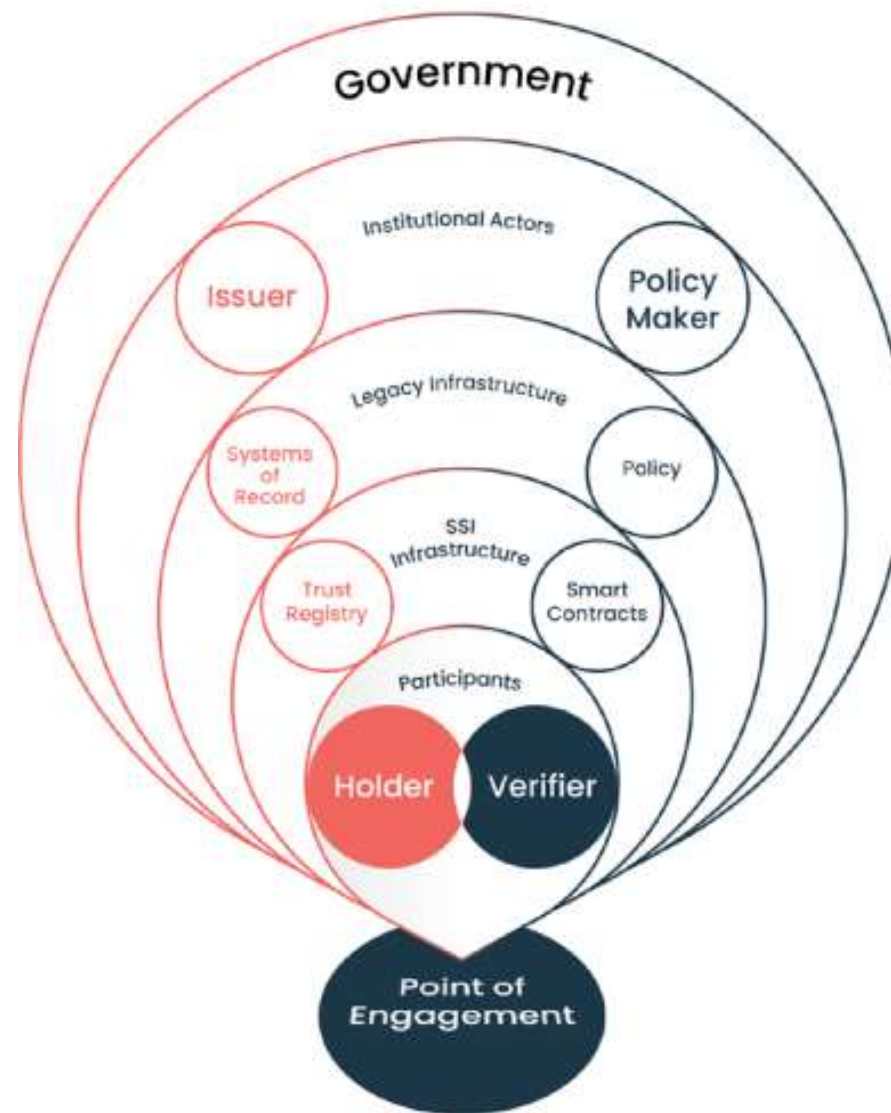 Government
Institutional Actors
Issuer
Policy
Maker
Legacy Infrastructure
Systems
of
Record
Policy
SSI
Infrastructure
Trust
Registry
Smart
Contracts
Participants
Holder
Verifier
Point of
Engagement